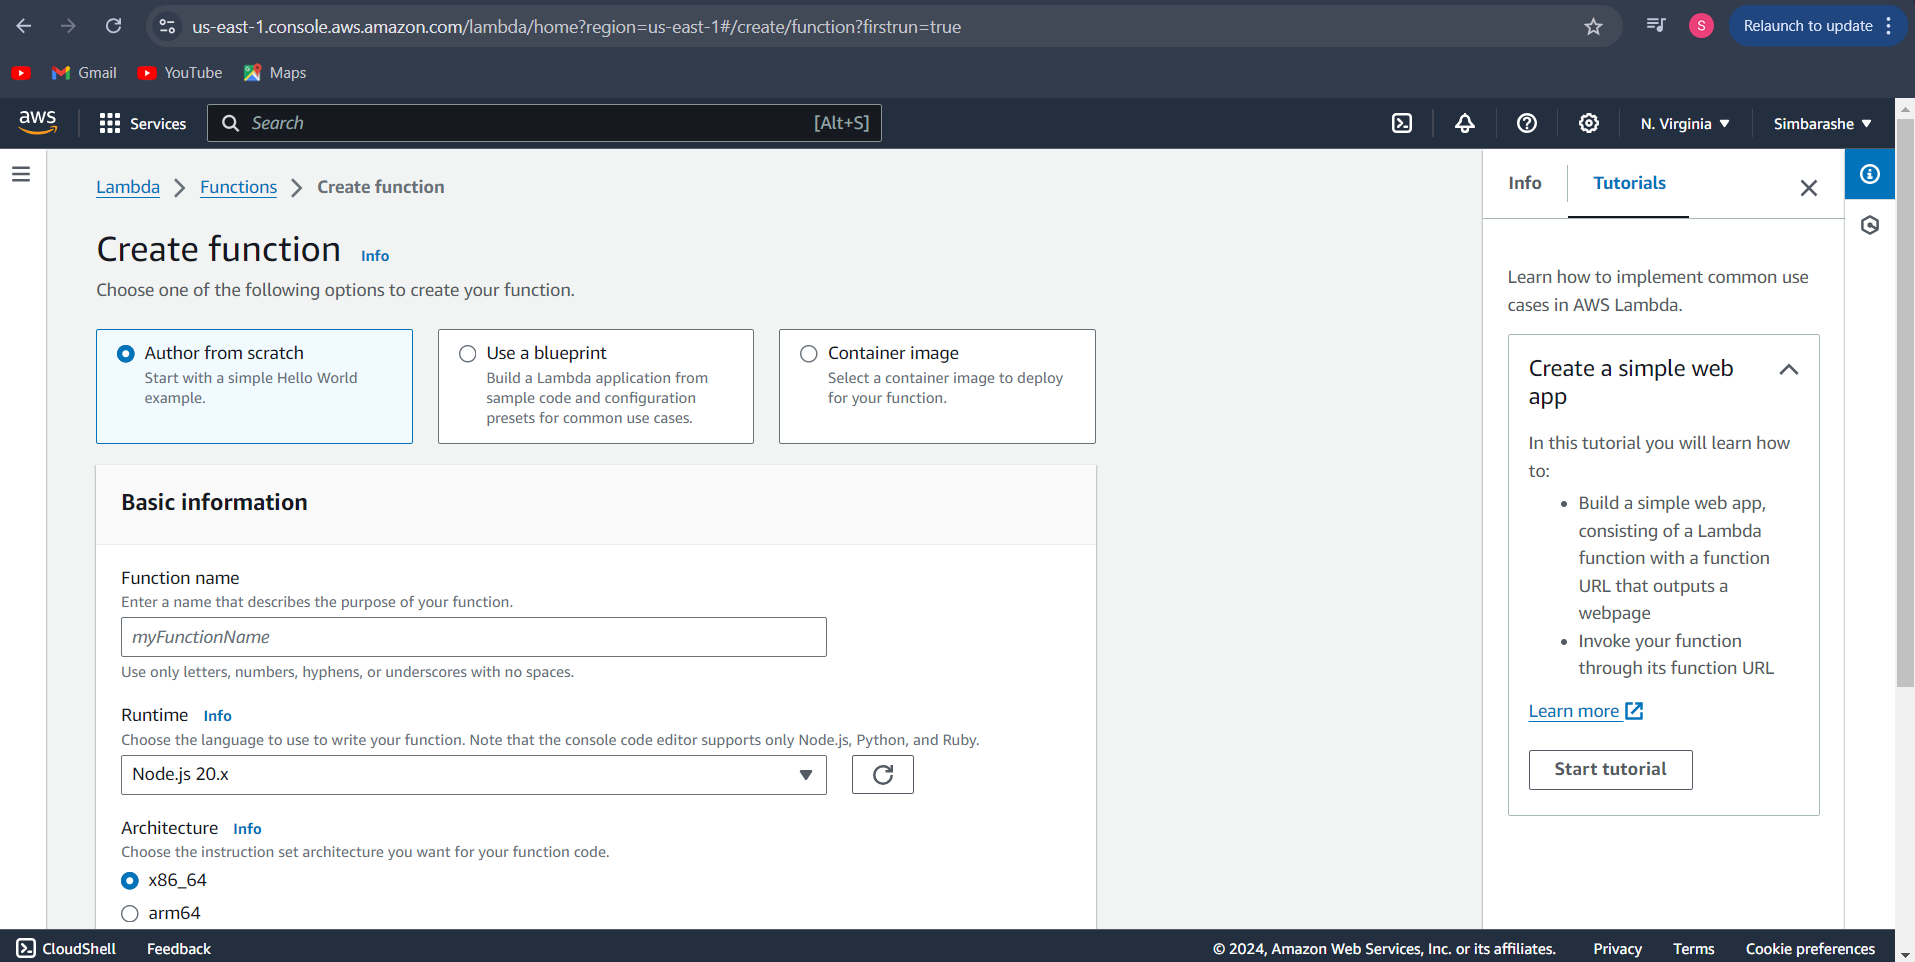 us-east-1.console.aws.amazon.com/lambda/home?region=us-east-1#/create/function?firstrun=true
S
Relaunch to update
Gmail
YouTube
Maps
aws
Services
Search
[Alt+S]
N. Virginia
Simbarashe
Lambda
Functions
Create function
Create function
Info
Choose one of the following options to create your function.
Author from scratch
Start with a simple Hello World
example.
Use a blueprint
Build a Lambda application from
sample code and configuration
presets for common use cases.
Container image
Select a container image to deploy
for your function.
Basic information
Function name
Enter a name that describes the purpose of your function.
myFunctionName
Use only letters, numbers, hyphens, or underscores with no spaces.
Runtime Info
Choose the language to use to write your function. Note that the console code editor supports only Node.js, Python, and Ruby.
Node.js 20.x
Architecture Info
Choose the instruction set architecture you want for your function code.
x86_64
arm64
Info
Tutorials
Learn how to implement common use
cases in AWS Lambda.
Create a simple web
app
In this tutorial you will learn how
to:
• Build a simple web app,
consisting of a Lambda
function with a function
URL that outputs a
webpage
• Invoke your function
through its function URL
Learn more
Start tutorial
CloudShell
Feedback
© 2024, Amazon Web Services, Inc. or its affiliates.
Privacy
Terms
Cookie preferences